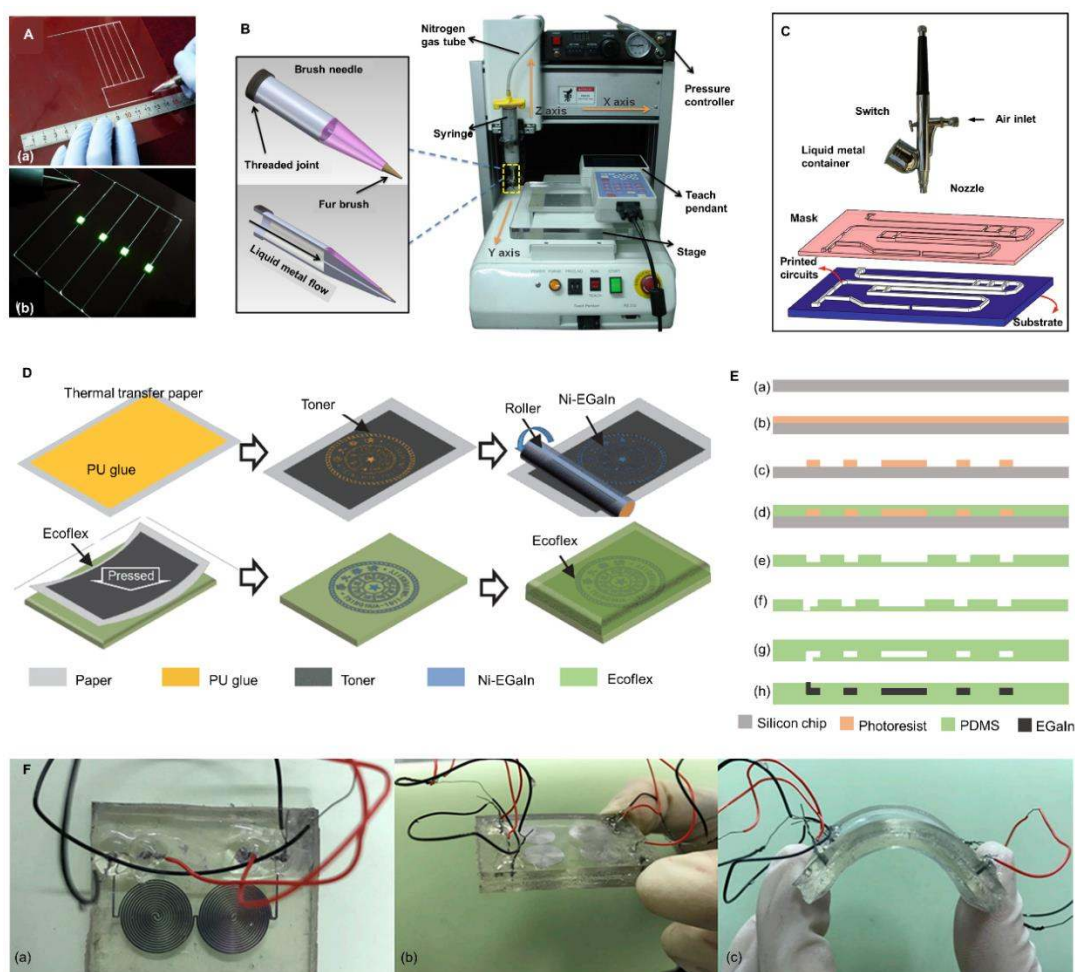 A
(a)
(b)
B
Brush needle
Threaded joint
Fur brush
Liquid metal flow
Nitrogen
gas tube
Syringe
Z axis
X axis
Y axis
Pressure
controller
Teach
pendant
Stage
C
Switch
Air inlet
Liquid metal
container
Nozzle
Mask
Printed
circuits
Substrate
D
Thermal transfer paper
PU glue
Toner
Roller
Ni-EGaIn
Ecoflex
Pressed
Ecoflex
Paper
PU glue
Toner
Ni-EGaIn
Ecoflex
E
(a)
(b)
(c)
(d)
(e)
(f)
(g)
(h)
Silicon chip
Photoresist
PDMS
EGaIn
F
(a)
(b)
(c)